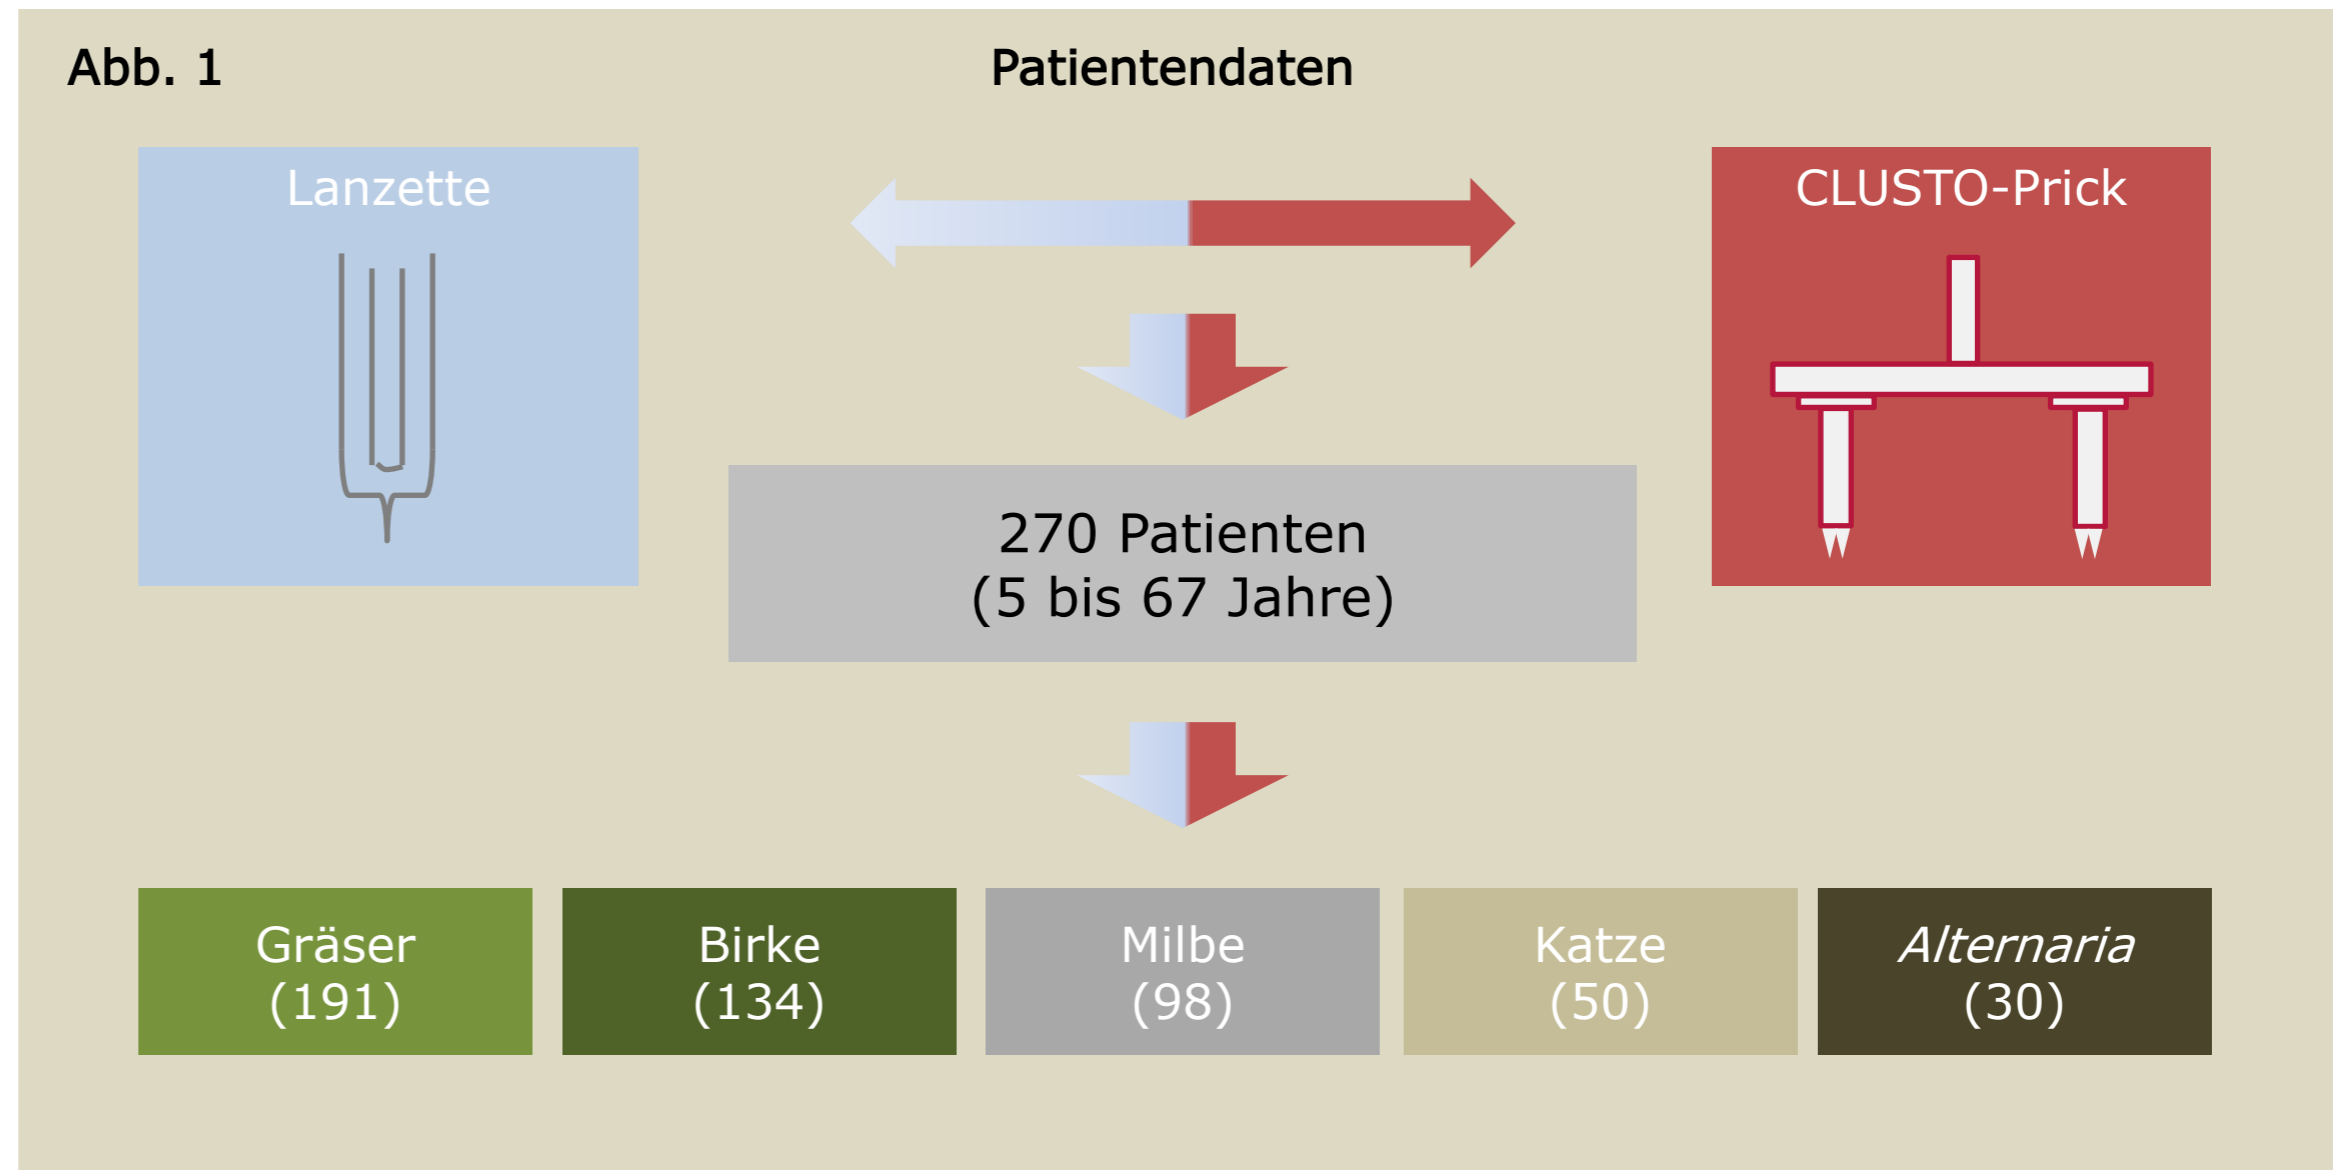 Abb. 1
Patientendaten
Lanzette
CLUSTO-Prick
270 Patienten
(5 bis 67 Jahre)
Gräser
(191)
Birke
(134)
Milbe
(98)
Katze
(50)
Alternaria
(30)